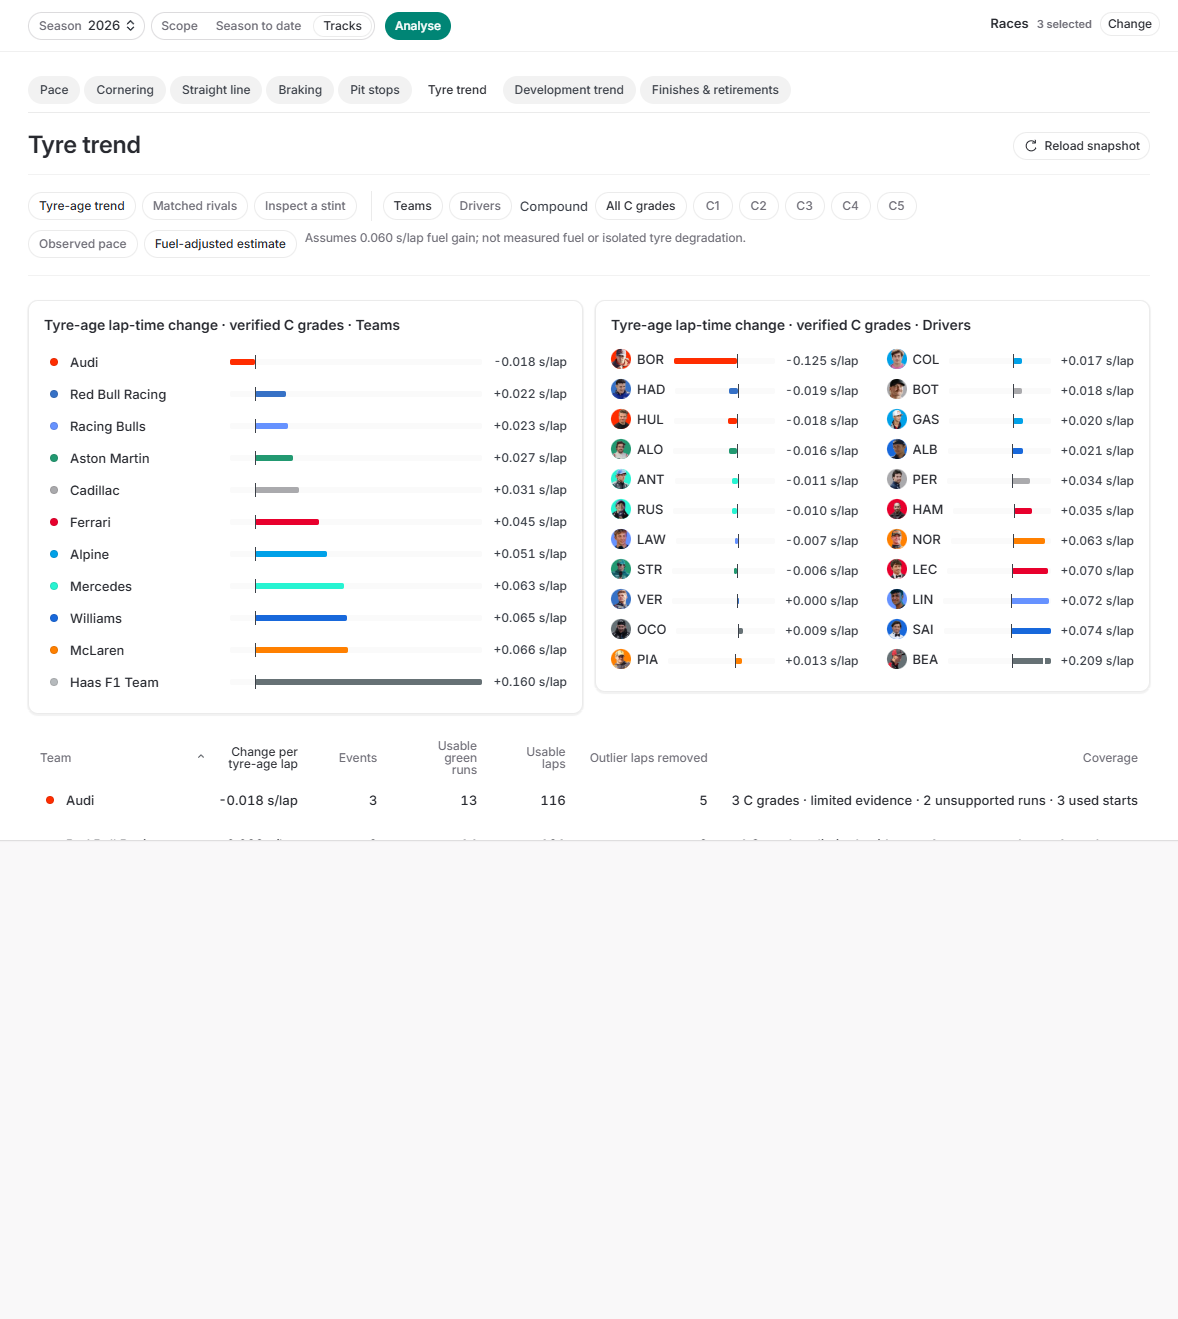 Season 2026
Scope Season to date Tracks
Analyse
Races 3 selected Change
Pace Cornering Straight line Braking Pit stops Tyre trend Development trend Finishes & retirements
Tyre trend
Reload snapshot
Tyre-age trend Matched rivals Inspect a stint Teams Drivers Compound All C grades C1 C2 C3 C4 C5
Observed pace Fuel-adjusted estimate Assumes 0.060 s/lap fuel gain; not measured fuel or isolated tyre degradation.
Tyre-age lap-time change · verified C grades · Teams
Audi -0.018 s/lap
Red Bull Racing +0.022 s/lap
Racing Bulls +0.023 s/lap
Aston Martin +0.027 s/lap
Cadillac +0.031 s/lap
Ferrari +0.045 s/lap
Alpine +0.051 s/lap
Mercedes +0.063 s/lap
Williams +0.065 s/lap
McLaren +0.066 s/lap
Haas F1 Team +0.160 s/lap
Tyre-age lap-time change · verified C grades · Drivers
BOR -0.125 s/lap
HAD -0.019 s/lap
HUL -0.018 s/lap
ALO -0.016 s/lap
ANT -0.011 s/lap
RUS -0.010 s/lap
LAW -0.007 s/lap
STR -0.006 s/lap
VER +0.000 s/lap
OCO +0.009 s/lap
PIA +0.013 s/lap
COL +0.017 s/lap
BOT +0.018 s/lap
GAS +0.020 s/lap
ALB +0.021 s/lap
PER +0.034 s/lap
HAM +0.035 s/lap
NOR +0.063 s/lap
LEC +0.070 s/lap
LIN +0.072 s/lap
SAI +0.074 s/lap
BEA +0.209 s/lap
Team
Change per
tyre-age lap
Events
Usable
green
runs
Usable
laps
Outlier laps removed
Coverage
Audi -0.018 s/lap 3 13 116 5 3 C grades · limited evidence · 2 unsupported runs · 3 used starts